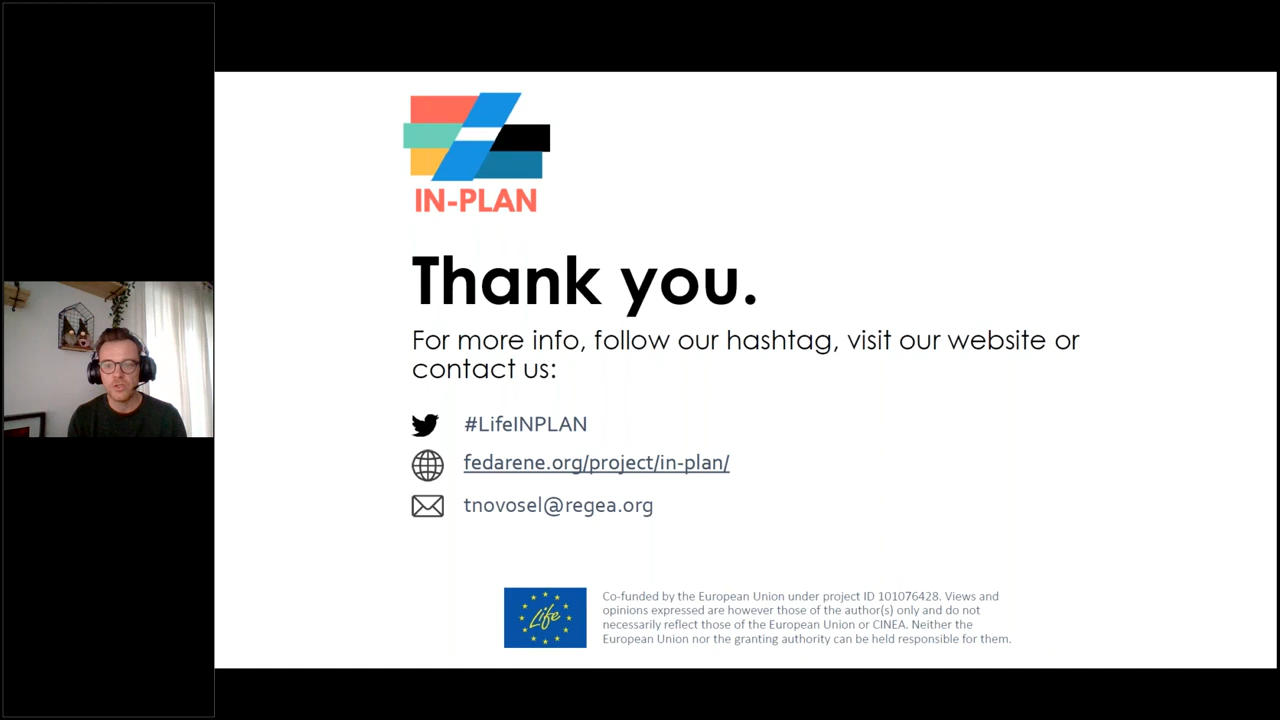 IN-PLAN
Thank you.
For more info, follow our hashtag, visit our website or
contact us:
#LifeINPLAN
fedarene.org/project/in-plan/
tnovosel@regea.org
Life
Co-funded by the European Union under project ID 101076428. Views and
opinions expressed are however those of the author(s) only and do not
necessarily reflect those of the European Union or CINEA. Neither the
European Union nor the granting authority can be held responsible for them.